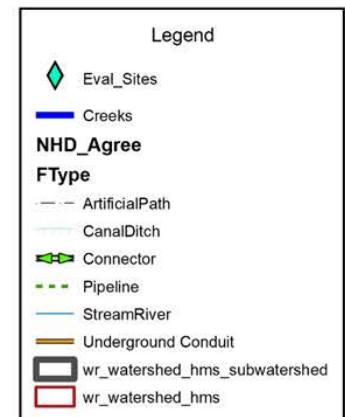 Legend
Eval_Sites
Creeks
NHD_Agree
FType
ArtificialPath
CanalDitch
Connector
Pipeline
StreamRiver
Underground Conduit
wr_watershed_hms_subwatershed
wr_watershed_hms